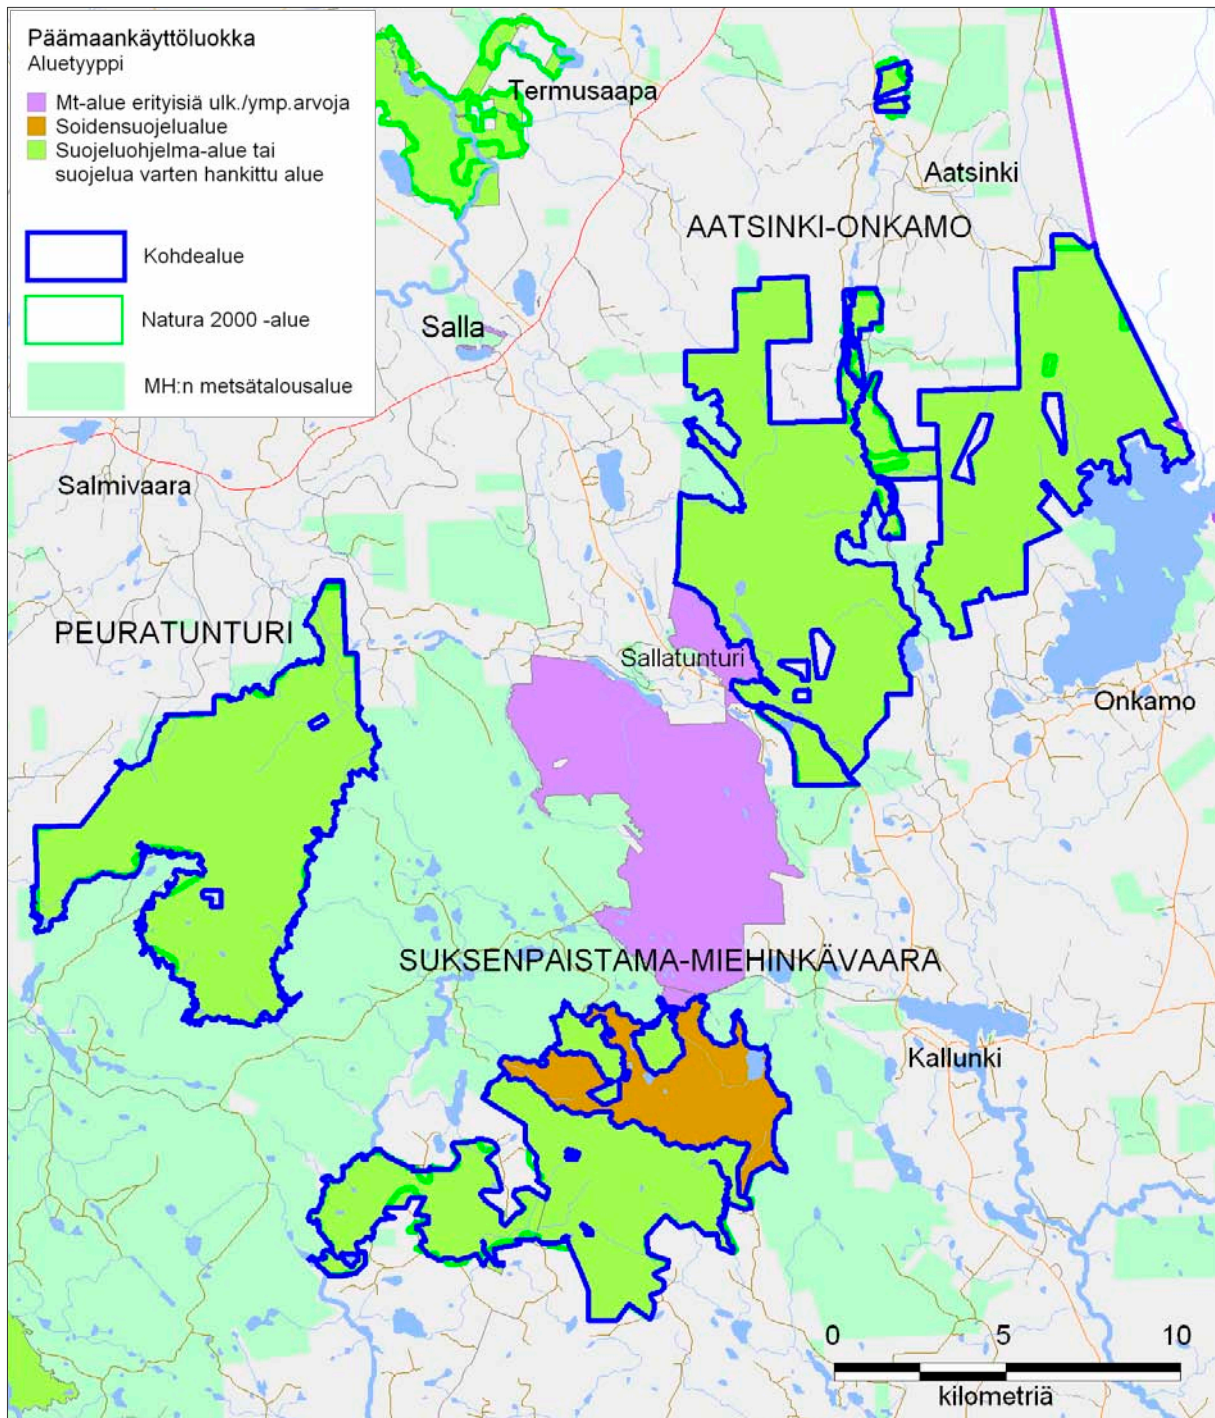 Päämaankäyttöluokka
Aluetyyppi
Mt-alue erityisiä ulk./ymp.arvoja
Soidensuojelualue
Suojeluohjelma-alue tai
suojelua varten hankittu alue
Kohdealue
Natura 2000 -alue
MH:n metsätalousalue
Termusaapa
Aatsinki
AATSINKI-ONKAMO
Salla
Salmivaara
PEURATUNTURI
Sallatunturi
Onkamo
SUKSENPAISTAMA-MIEHINKÄVAARA
Kallunki
0 5 10
kilometriä